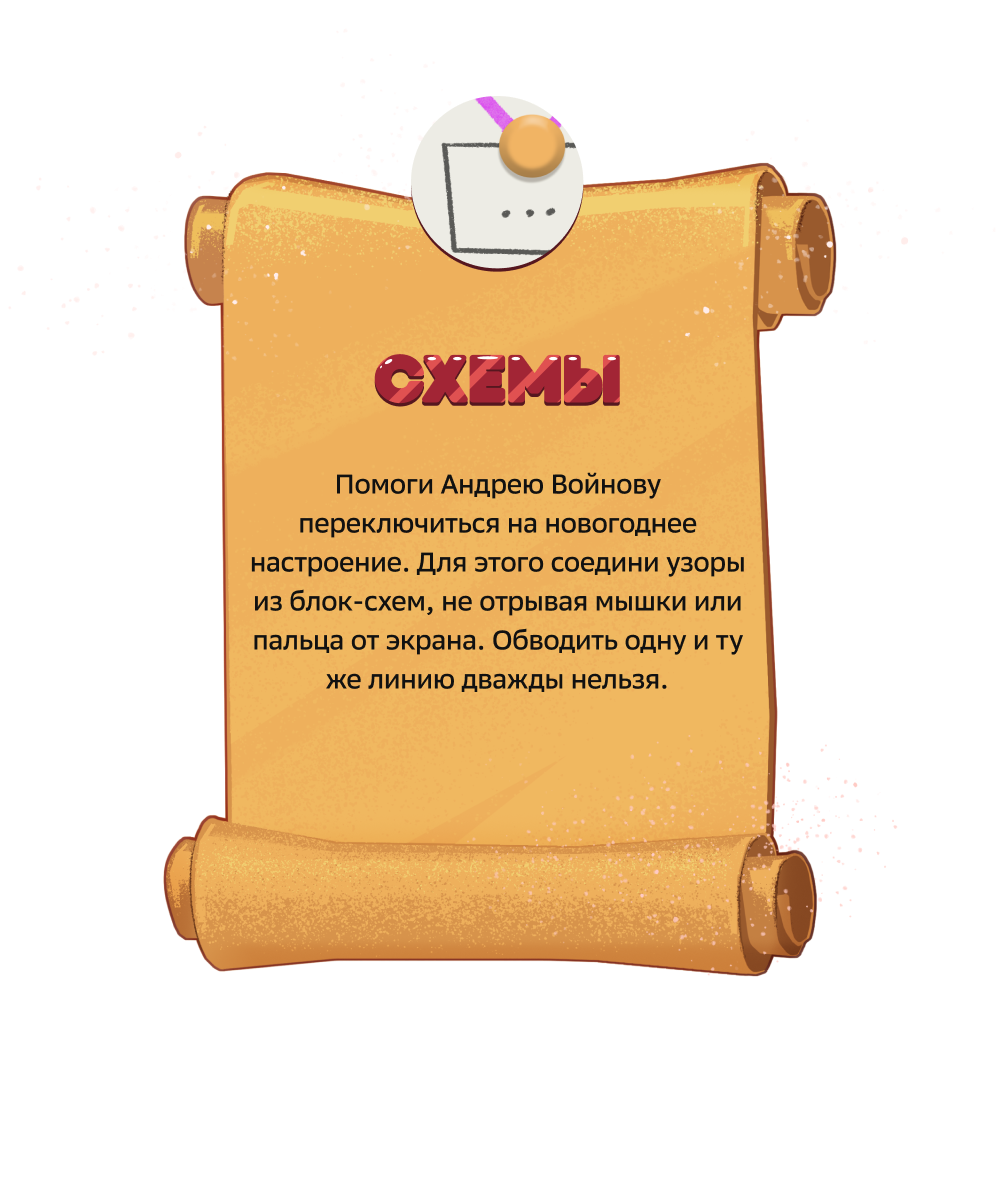 СХЕМЫ
Помоги Андрею Войнову
переключиться на новогоднее
настроение. Для этого соедини узоры
из блок-схем, не отрывая мышки или
пальца от экрана. Обводить одну и ту
же линию дважды нельзя.